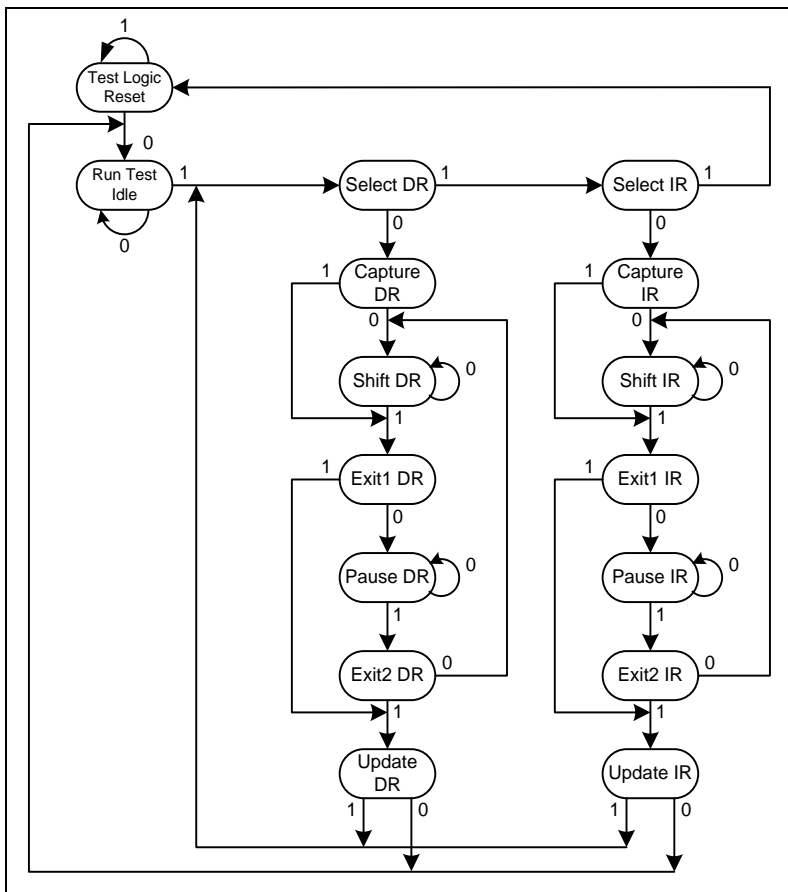 1
Test Logic
Reset
0
Run Test
Idle
1
0
Select DR
1
0
Select IR
1
0
Capture
DR
1
0
Capture
IR
1
0
Shift DR
0
1
Shift IR
0
1
Exit1 DR
1
0
Exit1 IR
1
0
Pause DR
0
1
Pause IR
0
1
Exit2 DR
0
1
Exit2 IR
0
1
Update
DR
1
0
Update IR
1
0